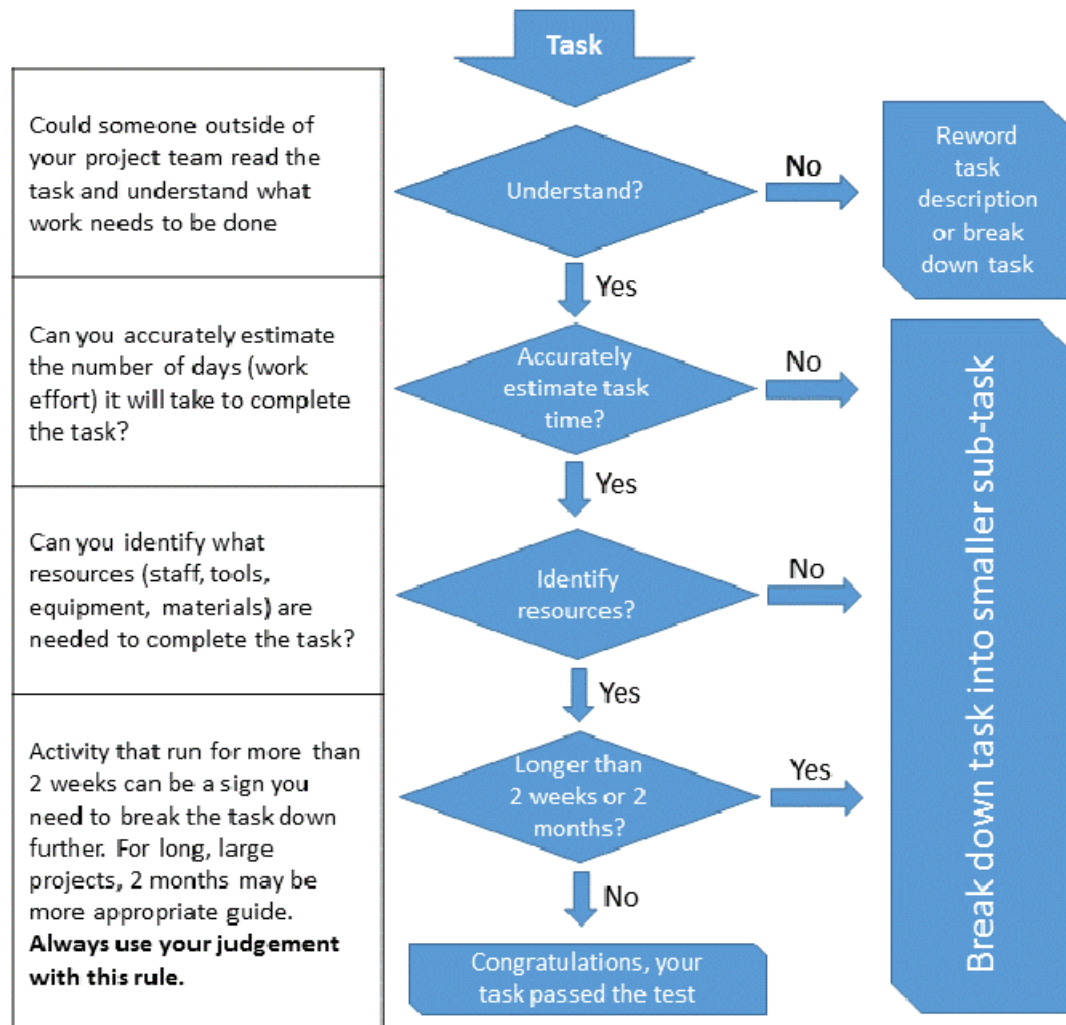 Task
Could someone outside of
your project team read the
task and understand what
work needs to be done
Understand?
No
Reword
task
description
or break
down task
Yes
Can you accurately estimate
the number of days (work
effort) it will take to complete
the task?
Accurately
estimate task
time?
No
Yes
Can you identify what
resources (staff, tools,
equipment, materials) are
needed to complete the task?
Identify
resources?
No
Yes
Activity that run for more than
2 weeks can be a sign you
need to break the task down
further. For long, large
projects, 2 months may be
more appropriate guide.
Always use your judgement
with this rule.
Longer than
2 weeks or 2
months?
Yes
No
Break down task into smaller sub-task
Congratulations, your
task passed the test